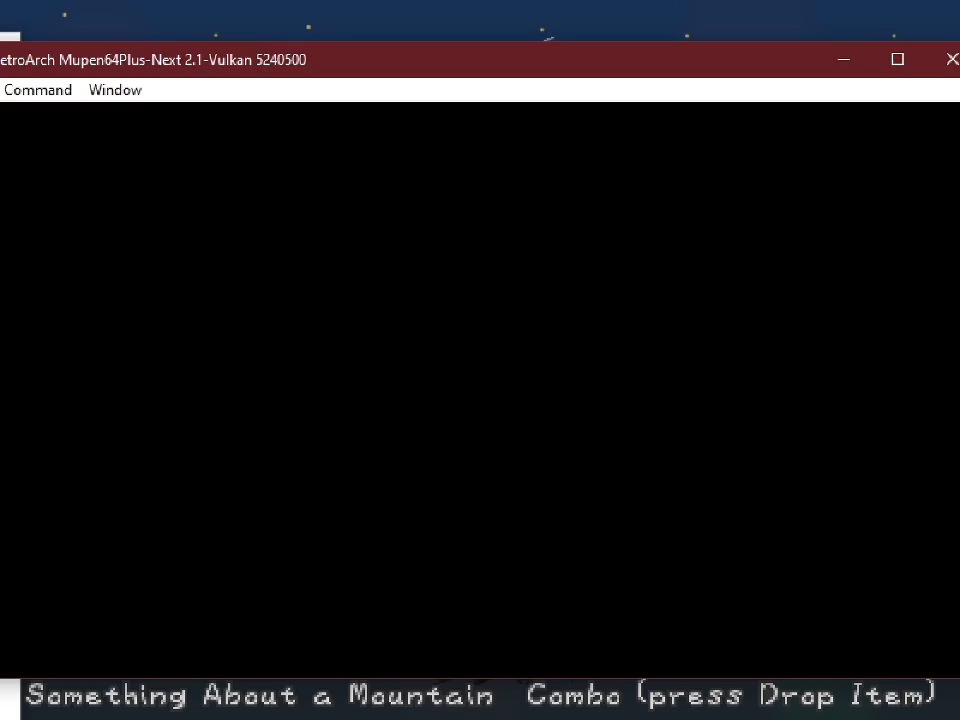 etroArch Mupen64Plus-Next 2.1-Vulkan 5240500
Command Window
Something About a Mountain Combo (press Drop Item)